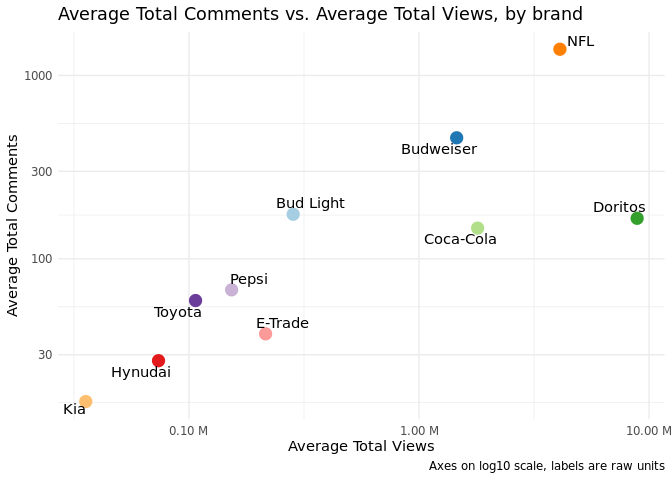 Average Total Comments vs. Average Total Views, by brand
NFL
1000
Budweiser
300
Bud Light
Doritos
Coca-Cola
100
Pepsi
Toyota
E-Trade
30
Hynudai
Kia
0.10 M
1.00 M
10.00 M
Average Total Comments
Average Total Views
Axes on log10 scale, labels are raw units